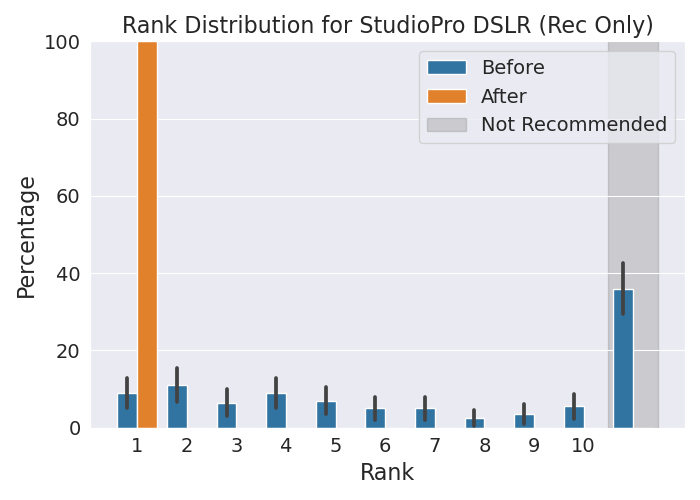 Rank Distribution for StudioPro DSLR (Rec Only)
100
80
60
40
20
0
Percentage
Before
After
Not Recommended
1 2 3 4 5 6 7 8 9 10
Rank